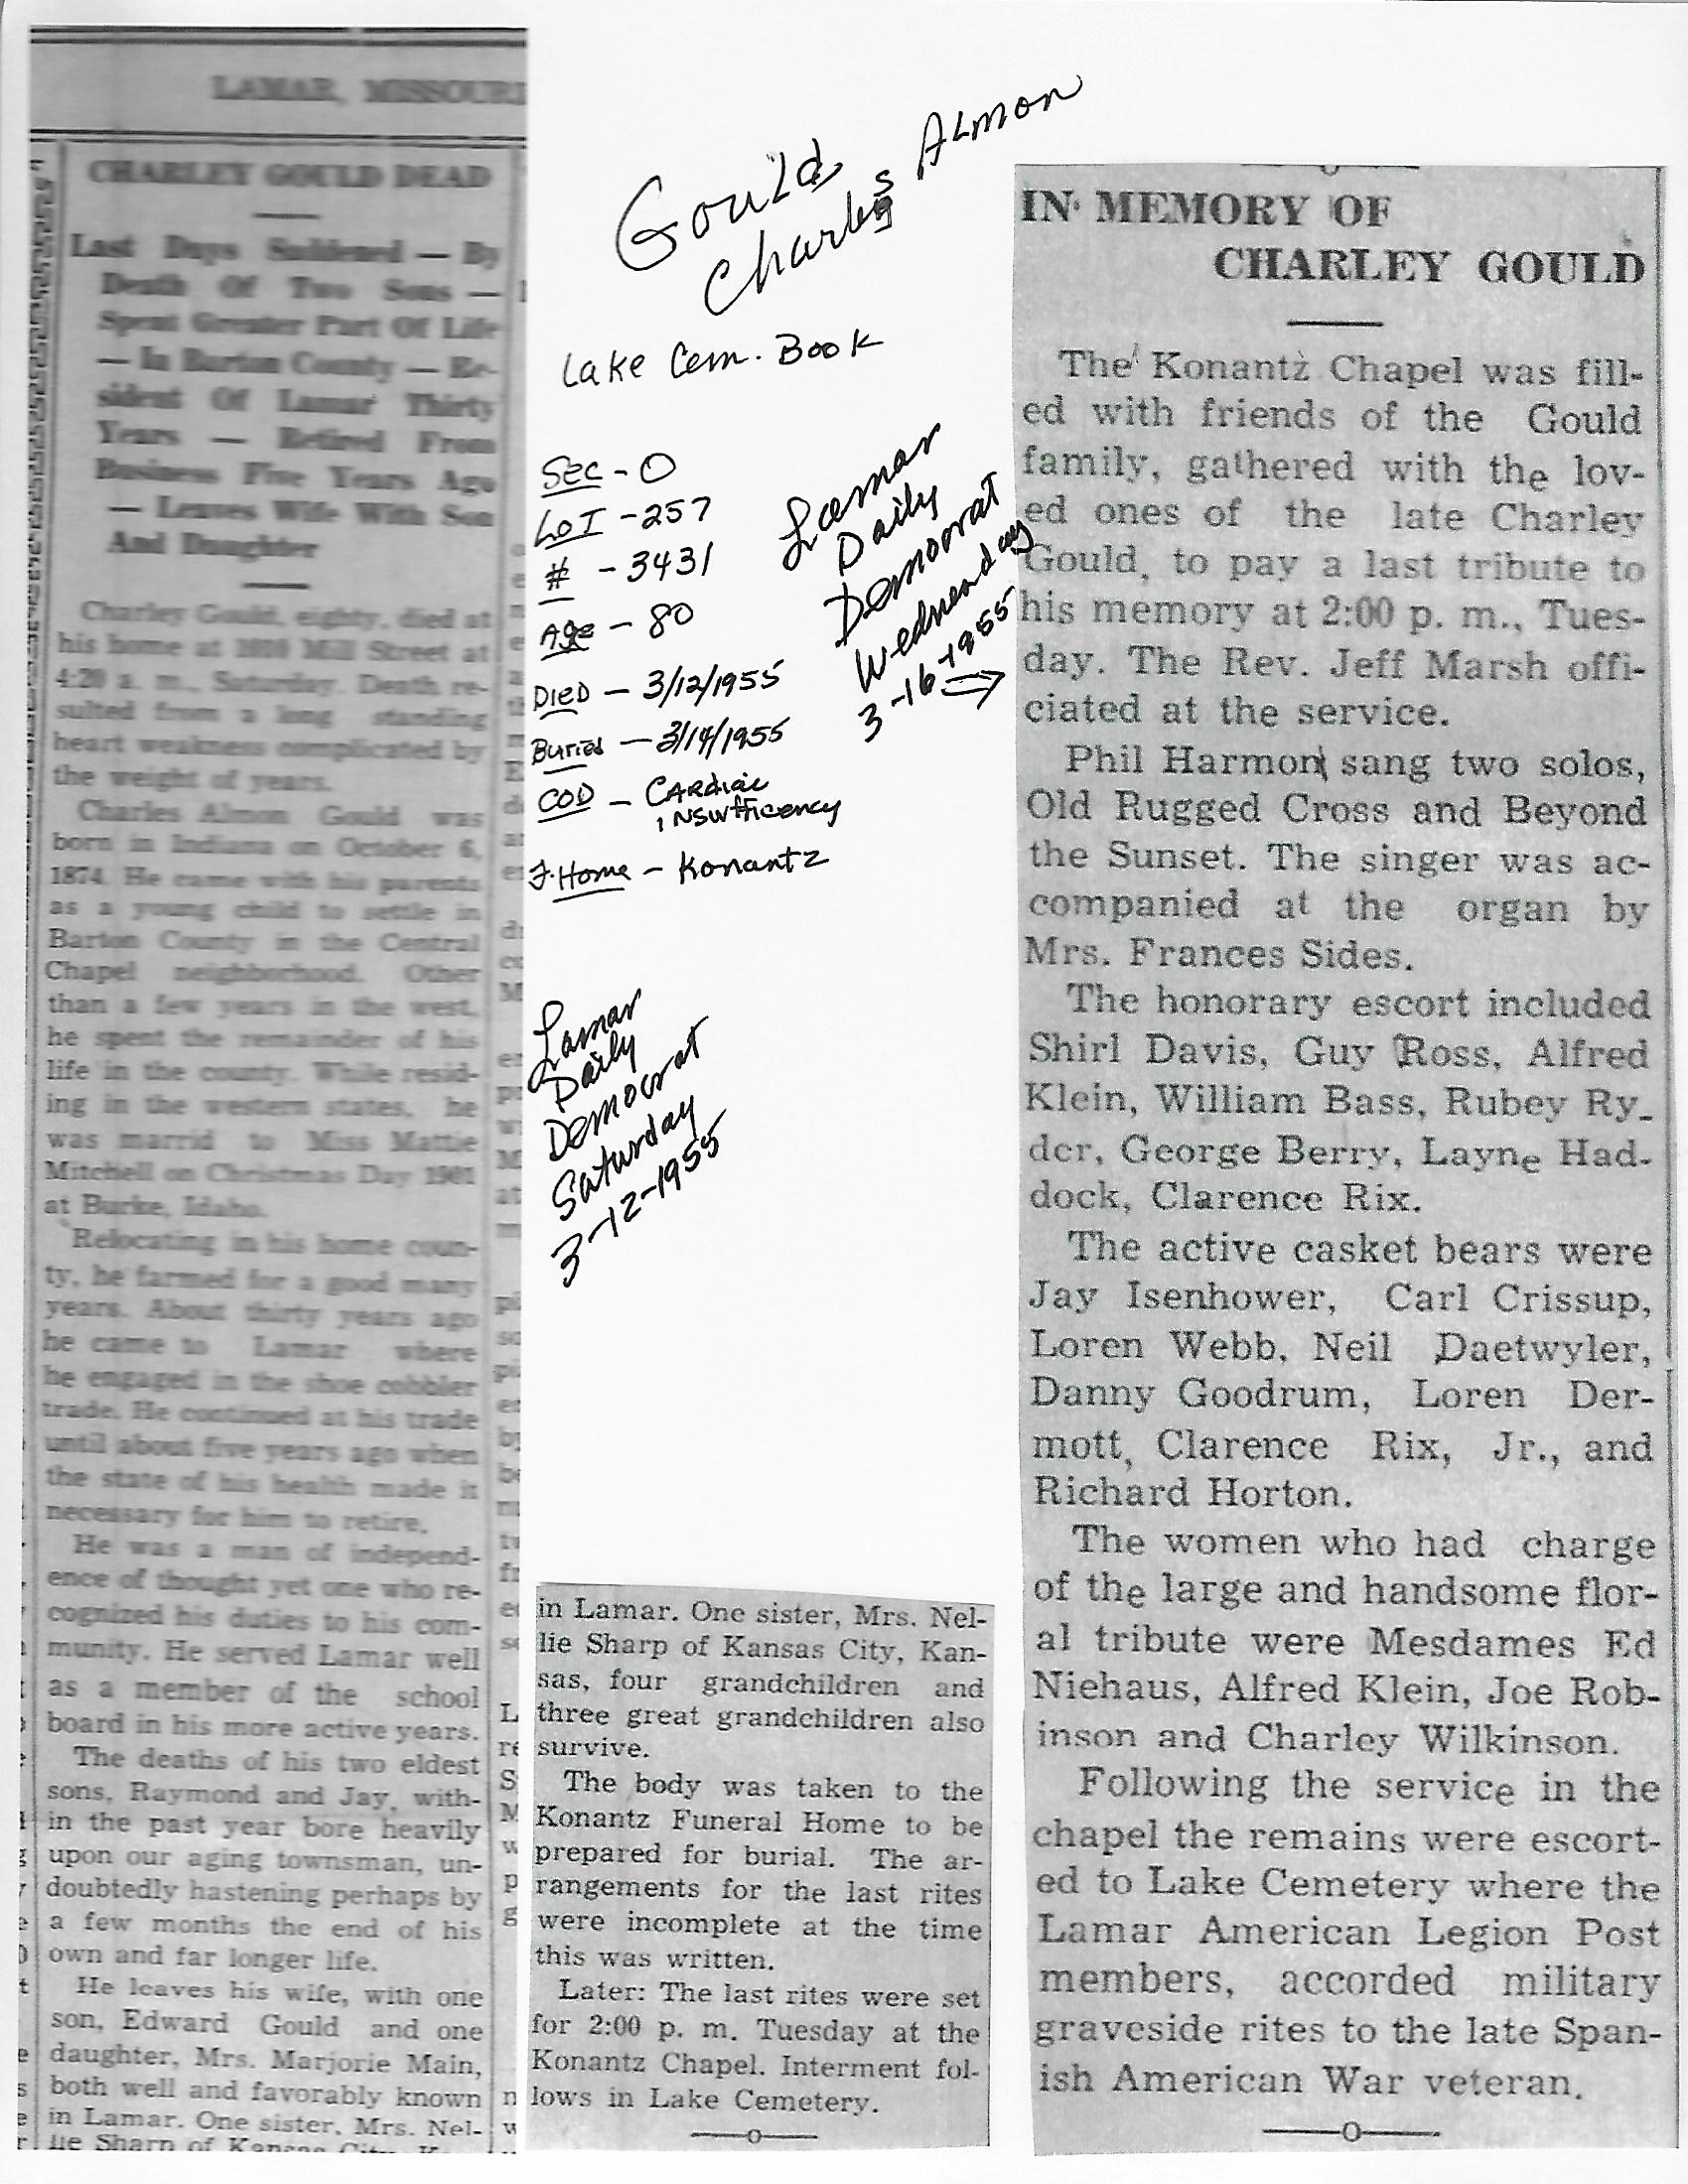 LAMAR, MISSOURI
CHARLEY GOULD DEAD
Last Days Saddened — By
Death Of Two Sons —
Spent Greater Part Of Life
— In Barton County — Re-
sident Of Lamar Thirty
Years — Retired From
Business Five Years Ago
— Leaves Wife With Son
And Daughter
Charley Gould, eighty, died at
his home at 1010 Mill Street at
4:20 a. m. Saturday. Death re-
sulted from a long standing
heart weakness complicated by
the weight of years.
Charles Almon Gould was
born in Indiana on October 6,
1874. He came with his parents
as a young child to settle in
Barton County in the Central
Chapel neighborhood. Other
than a few years in the west,
he spent the remainder of his
life in the county. While resid-
ing in the western states, he
was marrid to Miss Mattie
Mitchell on Christmas Day 1901
at Burke, Idaho.
Relocating in his home coun-
ty, he farmed for a good many
years. About thirty years ago
he came to Lamar where
he engaged in the shoe cobbler
trade. He continued at his trade
until about five years ago when
the state of his health made it
necessary for him to retire.
He was a man of independ-
ence of thought yet one who re-
cognized his duties to his com-
munity. He served Lamar well
as a member of the school
board in his more active years.
The deaths of his two eldest
sons, Raymond and Jay, with-
in the past year bore heavily
upon our aging townsman, un-
doubtedly hastening perhaps by
a few months the end of his
own and far longer life.
He leaves his wife, with one
son, Edward Gould and one
daughter, Mrs. Marjorie Main,
both well and favorably known
in Lamar. One sister, Mrs. Nel-
lie Sharp of Kansas City, K
Gould, Charles Almon
Lake Cem. Book
Sec - O
Lot - 257
# - 3431
Age - 80
Died - 3/12/1955
Buried - 3/14/1955
COD - Cardiac
insufficency
F. Home - Konantz
Lamar
Daily
Democrat
Wednesday
3-16-1955
Lamar
Daily
Democrat
Saturday
3-12-1955
in Lamar. One sister, Mrs. Nel-
lie Sharp of Kansas City, Kan-
sas, four grandchildren and
three great grandchildren also
survive.
The body was taken to the
Konantz Funeral Home to be
prepared for burial. The ar-
rangements for the last rites
were incomplete at the time
this was written.
Later: The last rites were set
for 2:00 p. m. Tuesday at the
Konantz Chapel. Interment fol-
lows in Lake Cemetery.
IN MEMORY OF
CHARLEY GOULD
The Konantz Chapel was fill-
ed with friends of the Gould
family, gathered with the lov-
ed ones of the late Charley
Gould, to pay a last tribute to
his memory at 2:00 p. m., Tues-
day. The Rev. Jeff Marsh offi-
ciated at the service.
Phil Harmon sang two solos,
Old Rugged Cross and Beyond
the Sunset. The singer was ac-
companied at the organ by
Mrs. Frances Sides.
The honorary escort included
Shirl Davis, Guy Ross, Alfred
Klein, William Bass, Rubey Ry-
der, George Berry, Layne Had-
dock, Clarence Rix.
The active casket bears were
Jay Isenhower, Carl Crissup,
Loren Webb, Neil Daetwyler,
Danny Goodrum, Loren Der-
mott, Clarence Rix, Jr., and
Richard Horton.
The women who had charge
of the large and handsome flor-
al tribute were Mesdames Ed
Niehaus, Alfred Klein, Joe Rob-
inson and Charley Wilkinson.
Following the service in the
chapel the remains were escort-
ed to Lake Cemetery where the
Lamar American Legion Post
members, accorded military
graveside rites to the late Span-
ish American War veteran.